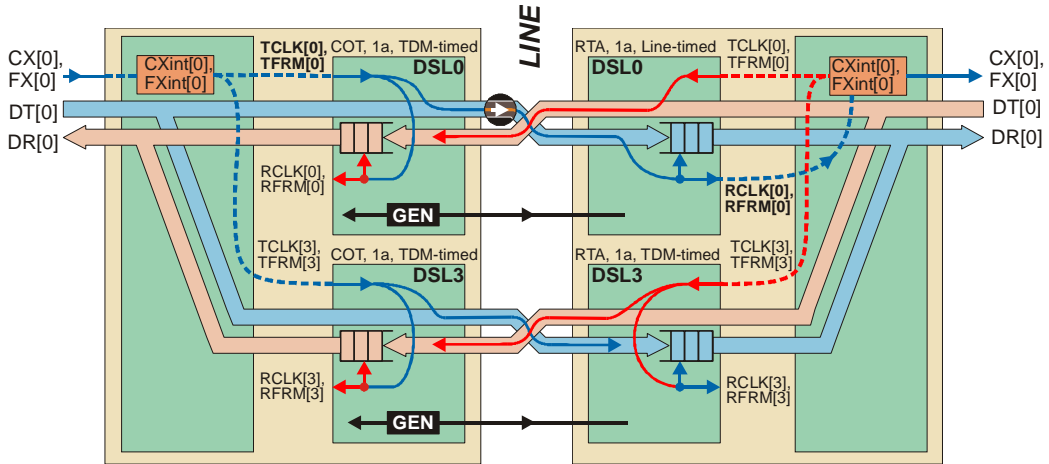 CX[0],
FX[0]
DT[0]
DR[0]
CXint[0],
FXint[0]
TCLK[0],
TFRM[0]
COT, 1a, TDM-timed
DSL0
RCLK[0],
RFRM[0]
GEN
TCLK[3],
TFRM[3]
COT, 1a, TDM-timed
DSL3
RCLK[3],
RFRM[3]
GEN
LINE
RTA, 1a, Line-timed
DSL0
TCLK[0],
TFRM[0]
CXint[0],
FXint[0]
CX[0],
FX[0]
DT[0]
DR[0]
RCLK[0],
RFRM[0]
RTA, 1a, TDM-timed
DSL3
TCLK[3],
TFRM[3]
RCLK[3],
RFRM[3]